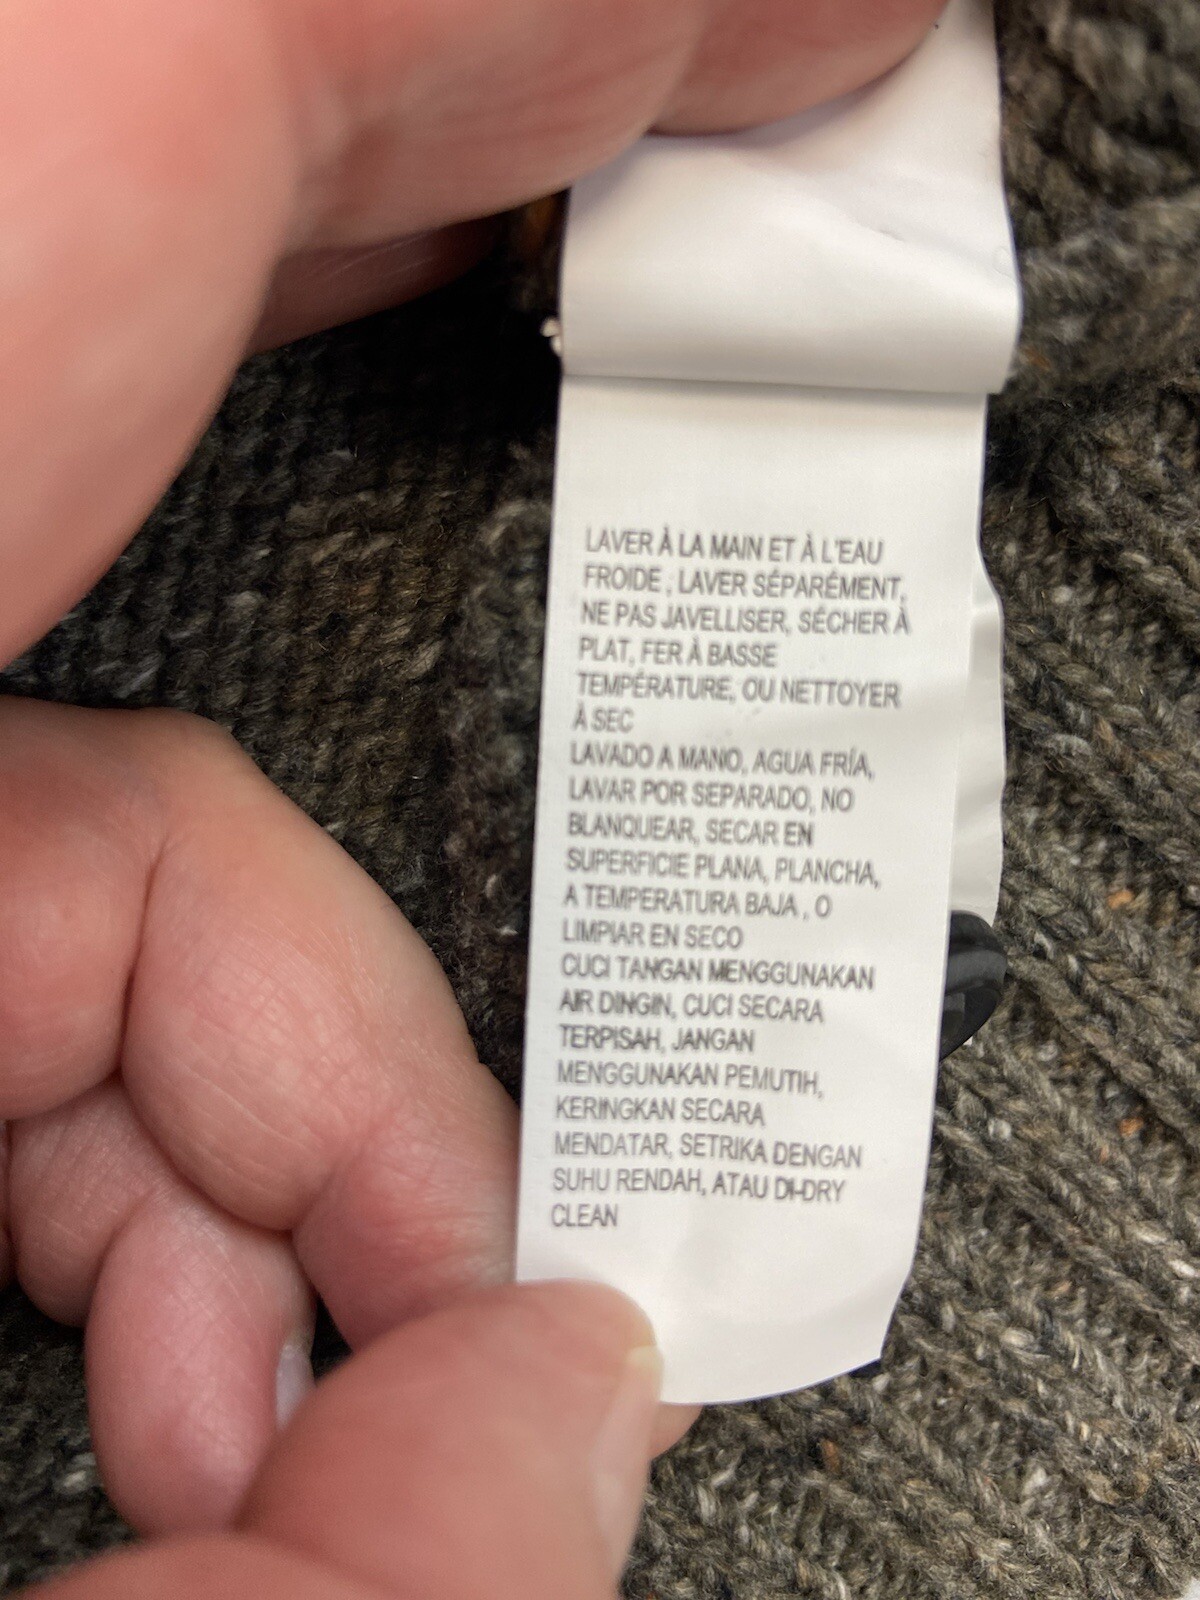 LAVER À LA MAIN ET À L'EAU
FROIDE , LAVER SÉPARÉMENT,
NE PAS JAVELLISER, SÉCHER À
PLAT, FER À BASSE
TEMPÉRATURE, OU NETTOYER
À SEC
LAVADO A MANO, AGUA FRÍA,
LAVAR POR SEPARADO, NO
BLANQUEAR, SECAR EN
SUPERFICIE PLANA, PLANCHA,
A TEMPERATURA BAJA , O
LIMPIAR EN SECO
CUCI TANGAN MENGGUNAKAN
AIR DINGIN, CUCI SECARA
TERPISAH, JANGAN
MENGGUNAKAN PEMUTIH,
KERINGKAN SECARA
MENDATAR, SETRIKA DENGAN
SUHU RENDAH, ATAU DI-DRY
CLEAN